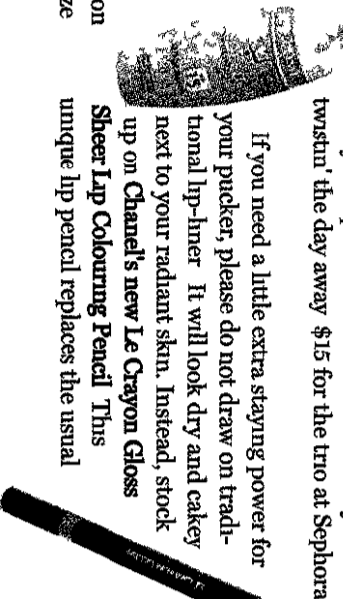 twistin' the day away $15 for the trio at Sephora
If you need a little extra staying power for
your pucker, please do not draw on tradi-
tional lip-liner It will look dry and cakey
next to your radiant skin. Instead, stock
up on Chanel's new Le Crayon Gloss
Sheer Lip Colouring Pencil This
unique lip pencil replaces the usual
on
ze